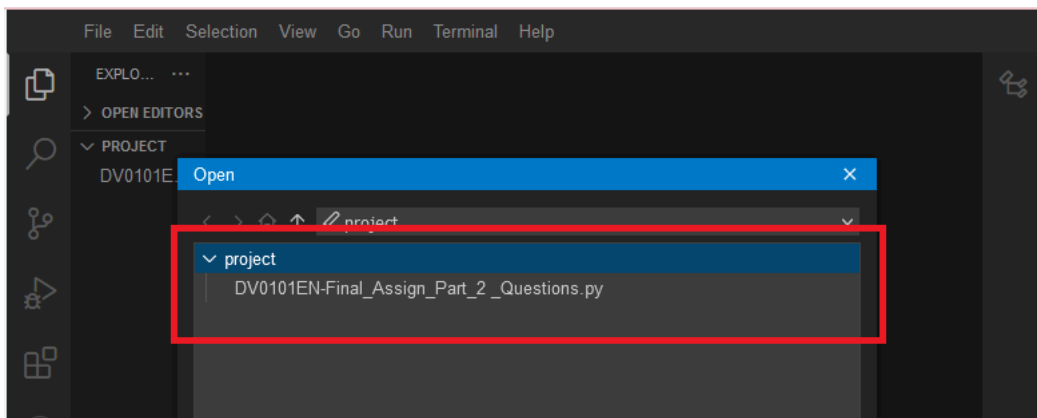 File Edit Selection View Go Run Terminal Help
EXPLO... ···
OPEN EDITORS
PROJECT
DV0101E
Open
project
project
DV0101EN-Final_Assign_Part_2 _Questions.py